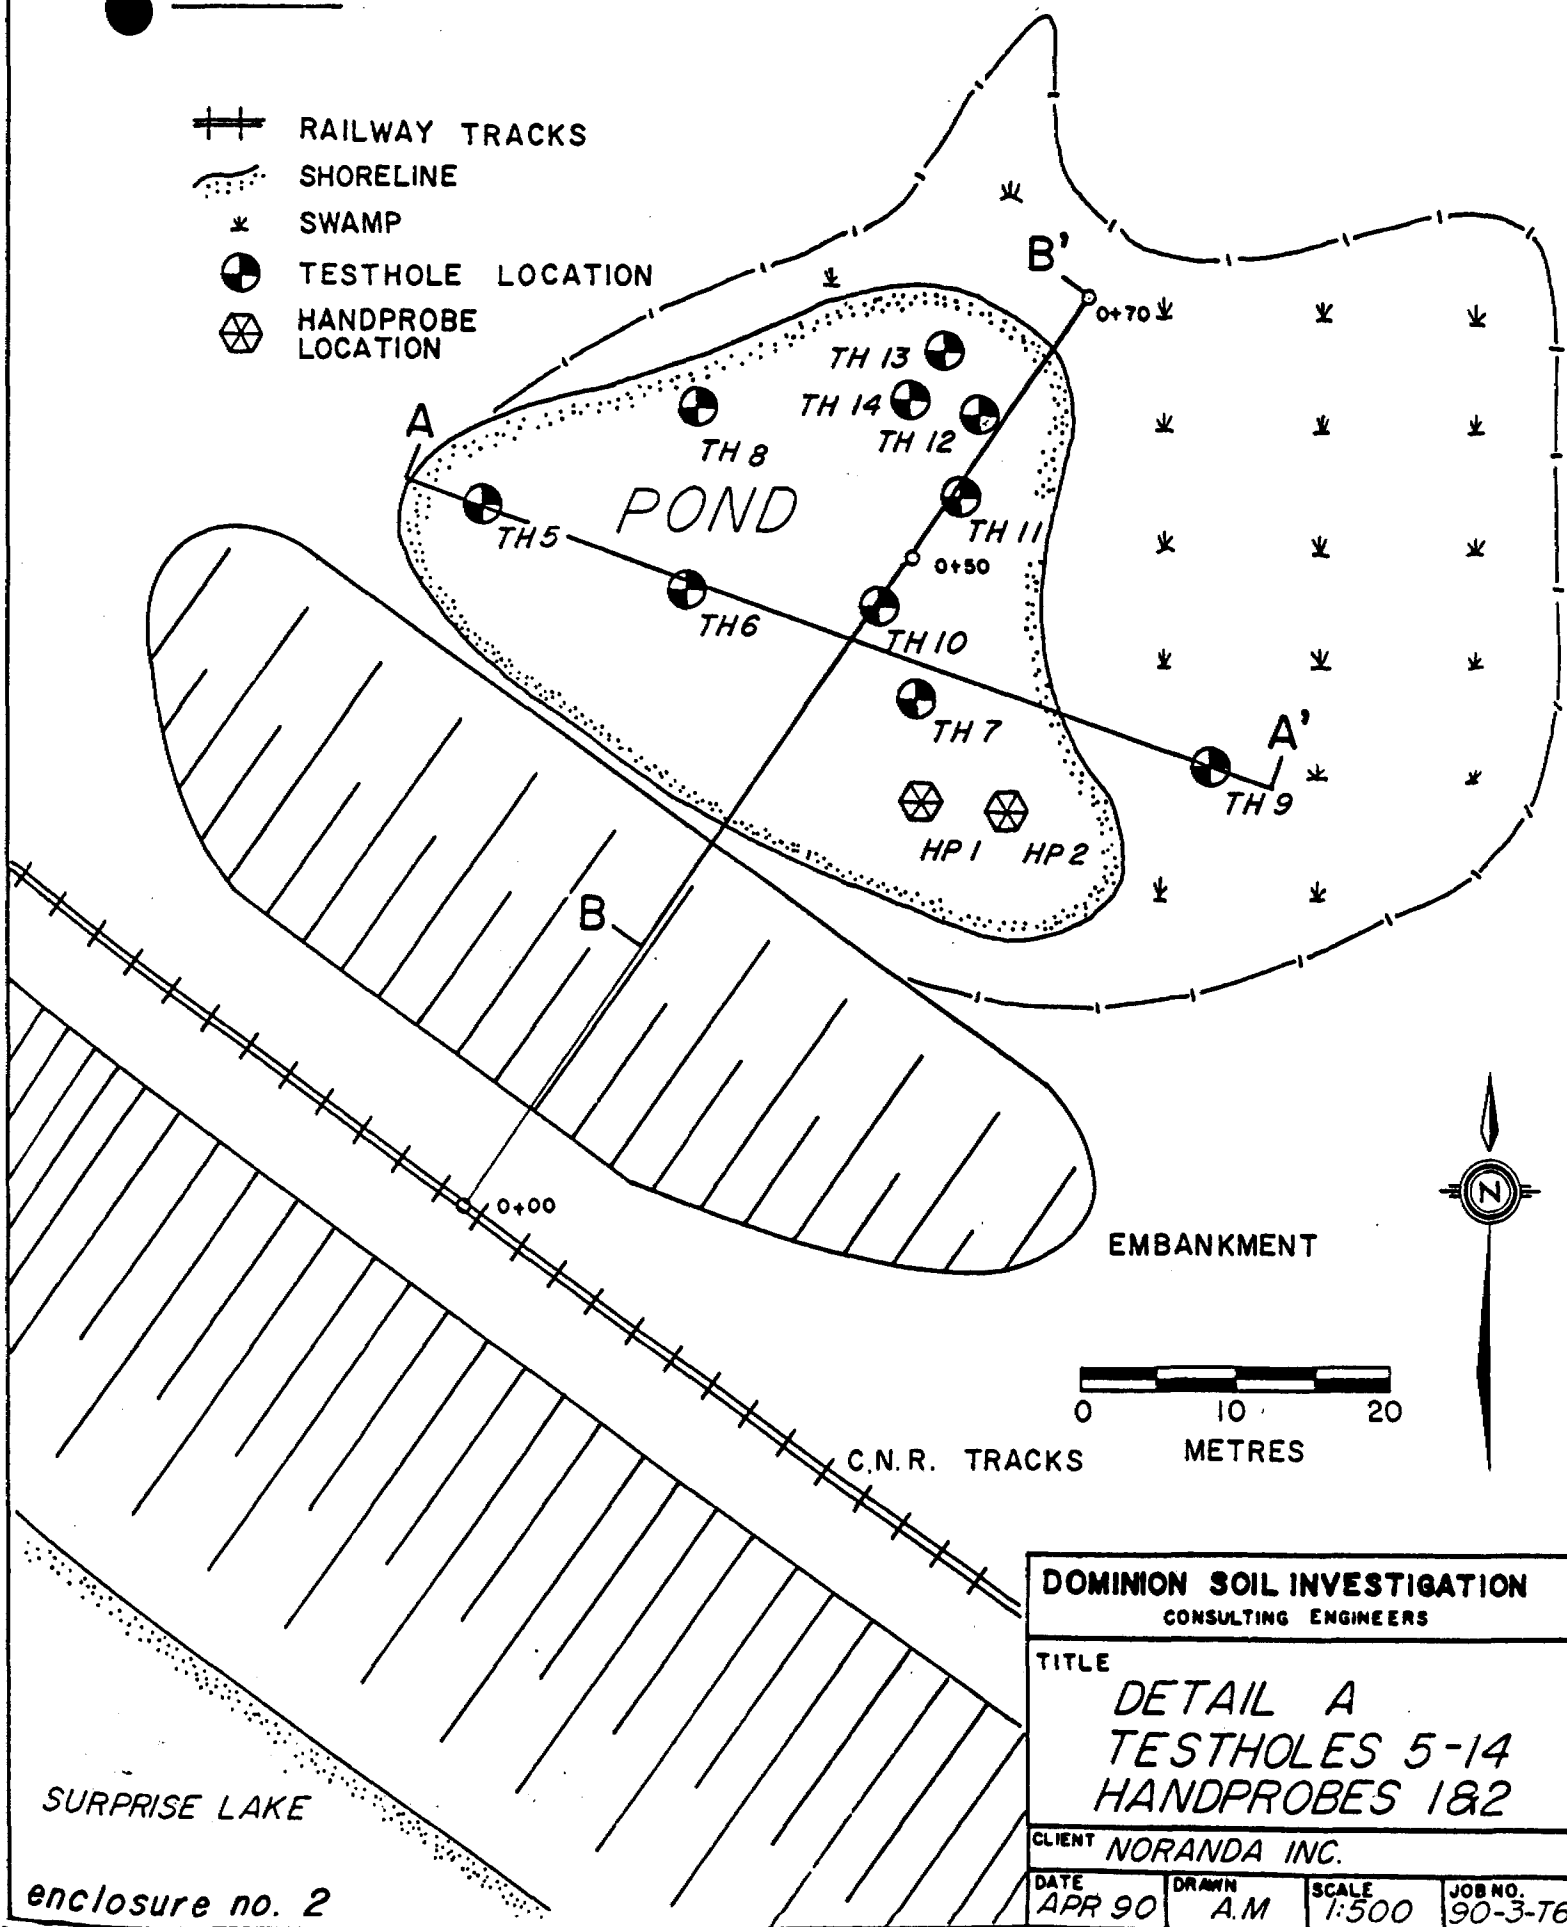 RAILWAY TRACKS
SHORELINE
SWAMP
TESTHOLE LOCATION
HANDPROBE
LOCATION
B'
0+70
TH 13
TH 14
TH 12
A
TH 8
POND
TH 11
TH 5
0+50
TH 6
TH 10
TH 7
A'
TH 9
HP 1
HP 2
B
0+00
N
EMBANKMENT
0 10 20
METRES
C.N.R. TRACKS
DOMINION SOIL INVESTIGATION
CONSULTING ENGINEERS
TITLE
DETAIL A
TESTHOLES 5-14
HANDPROBES 1&2
CLIENT NORANDA INC.
DATE APR 90
DRAWN A.M
SCALE 1:500
JOB NO. 90-3-T6
SURPRISE LAKE
enclosure no. 2